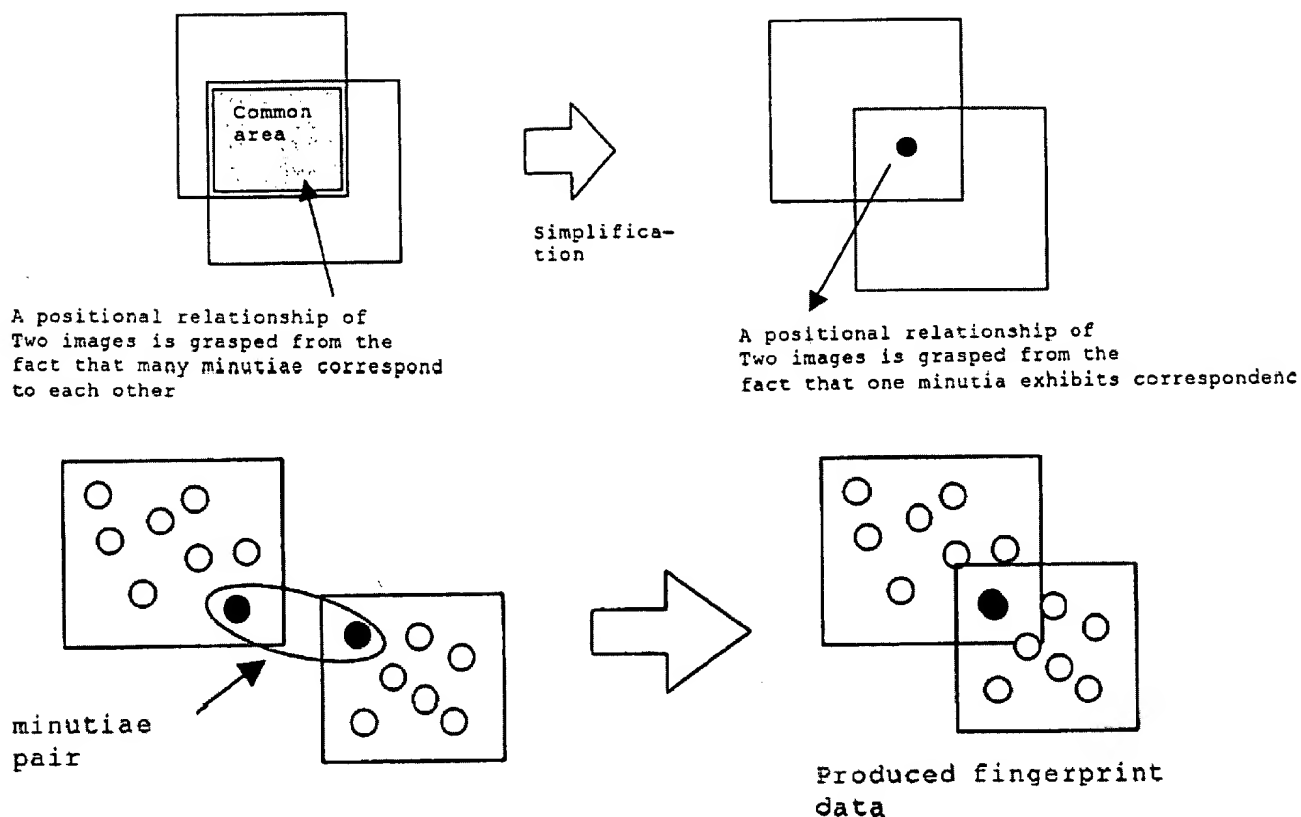 Common
area
Simplifica-
tion
A positional relationship of
Two images is grasped from the
fact that many minutiae correspond
to each other
A positional relationship of
Two images is grasped from the
fact that one minutia exhibits correspondenc
minutiae
pair
Produced fingerprint
data